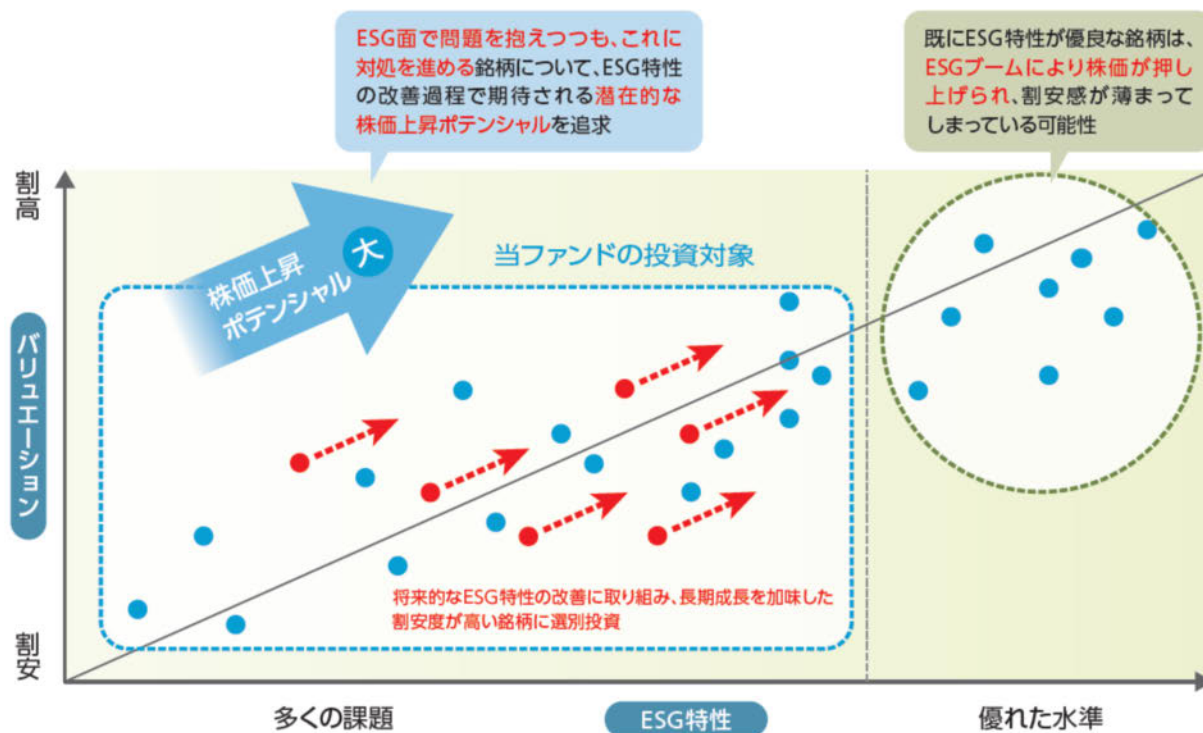 ESG面で問題を抱えつつも、これに
対処を進める銘柄について、ESG特性
の改善過程で期待される潜在的な
株価上昇ポテンシャルを追求
既にESG特性が優良な銘柄は、
ESGブームにより株価が押し
上げられ、割安感が薄まって
しまっている可能性
割高
大
株価上昇
ポテンシャル
当ファンドの投資対象
バリュエーション
将来的なESG特性の改善に取り組み、長期成長を加味した
割安度が高い銘柄に選別投資
割安
多くの課題
ESG特性
優れた水準